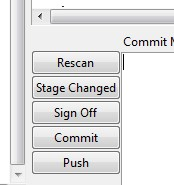 Commit M
Rescan
Stage Changed
Sign Off
Commit
Push